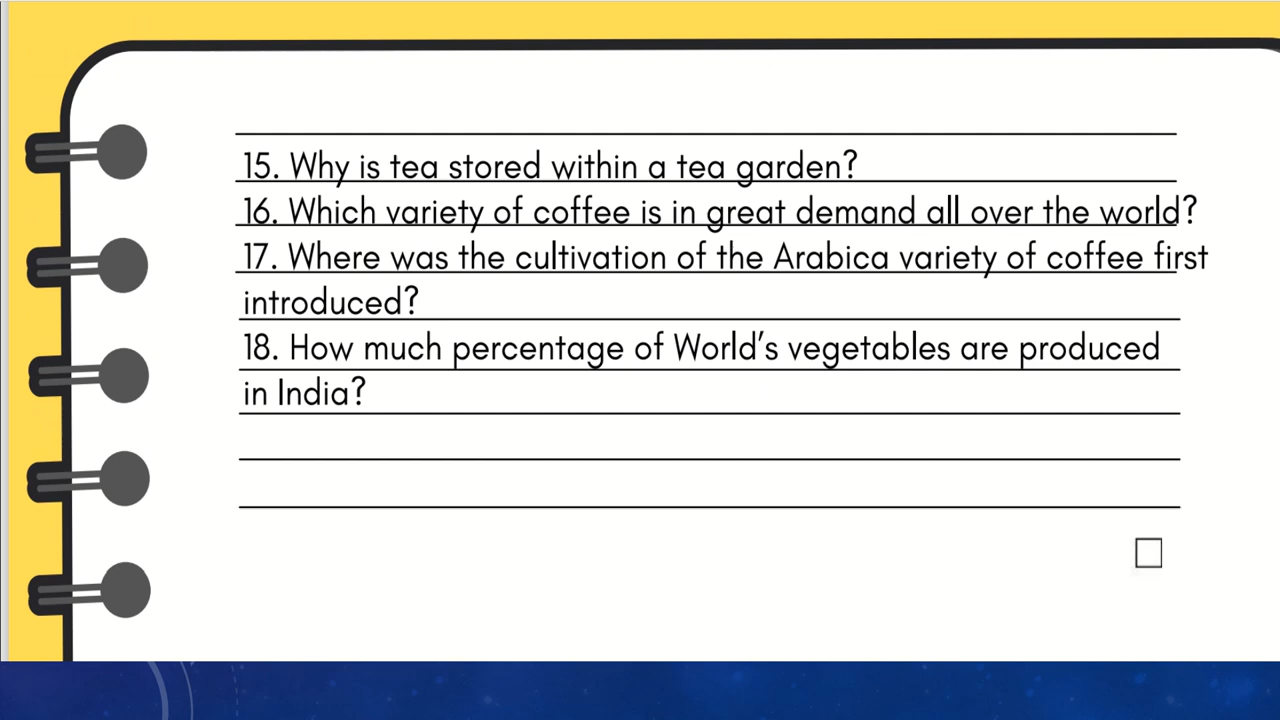 15. Why is tea stored within a tea garden?
16. Which variety of coffee is in great demand all over the world?
17. Where was the cultivation of the Arabica variety of coffee first
introduced?
18. How much percentage of World's vegetables are produced
in India?